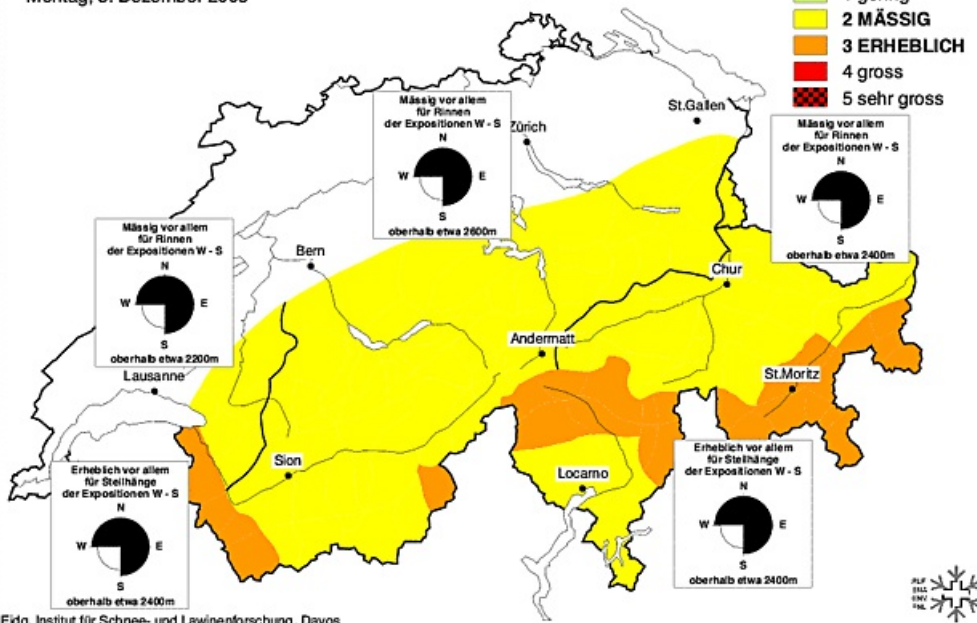 2 MÄSSIG
3 ERHEBLICH
4 gross
5 sehr gross
St.Gallen
Zürich
Mässig vor allem
für Rinnen
der Expositionen W - S
N
W E
S
oberhalb etwa 2600m
Mässig vor allem
für Rinnen
der Expositionen W - S
N
W E
S
oberhalb etwa 2400m
Mässig vor allem
für Rinnen
der Expositionen W - S
N
W E
S
oberhalb etwa 2200m
Bern
Chur
Andermatt
Lausanne
St.Moritz
Sion
Locarno
Erheblich vor allem
für Steilhänge
der Expositionen W - S
N
W E
S
oberhalb etwa 2400m
Erheblich vor allem
für Steilhänge
der Expositionen W - S
N
W E
S
oberhalb etwa 2400m
Eidg. Institut für Schnee- und Lawinenforschung, Davos